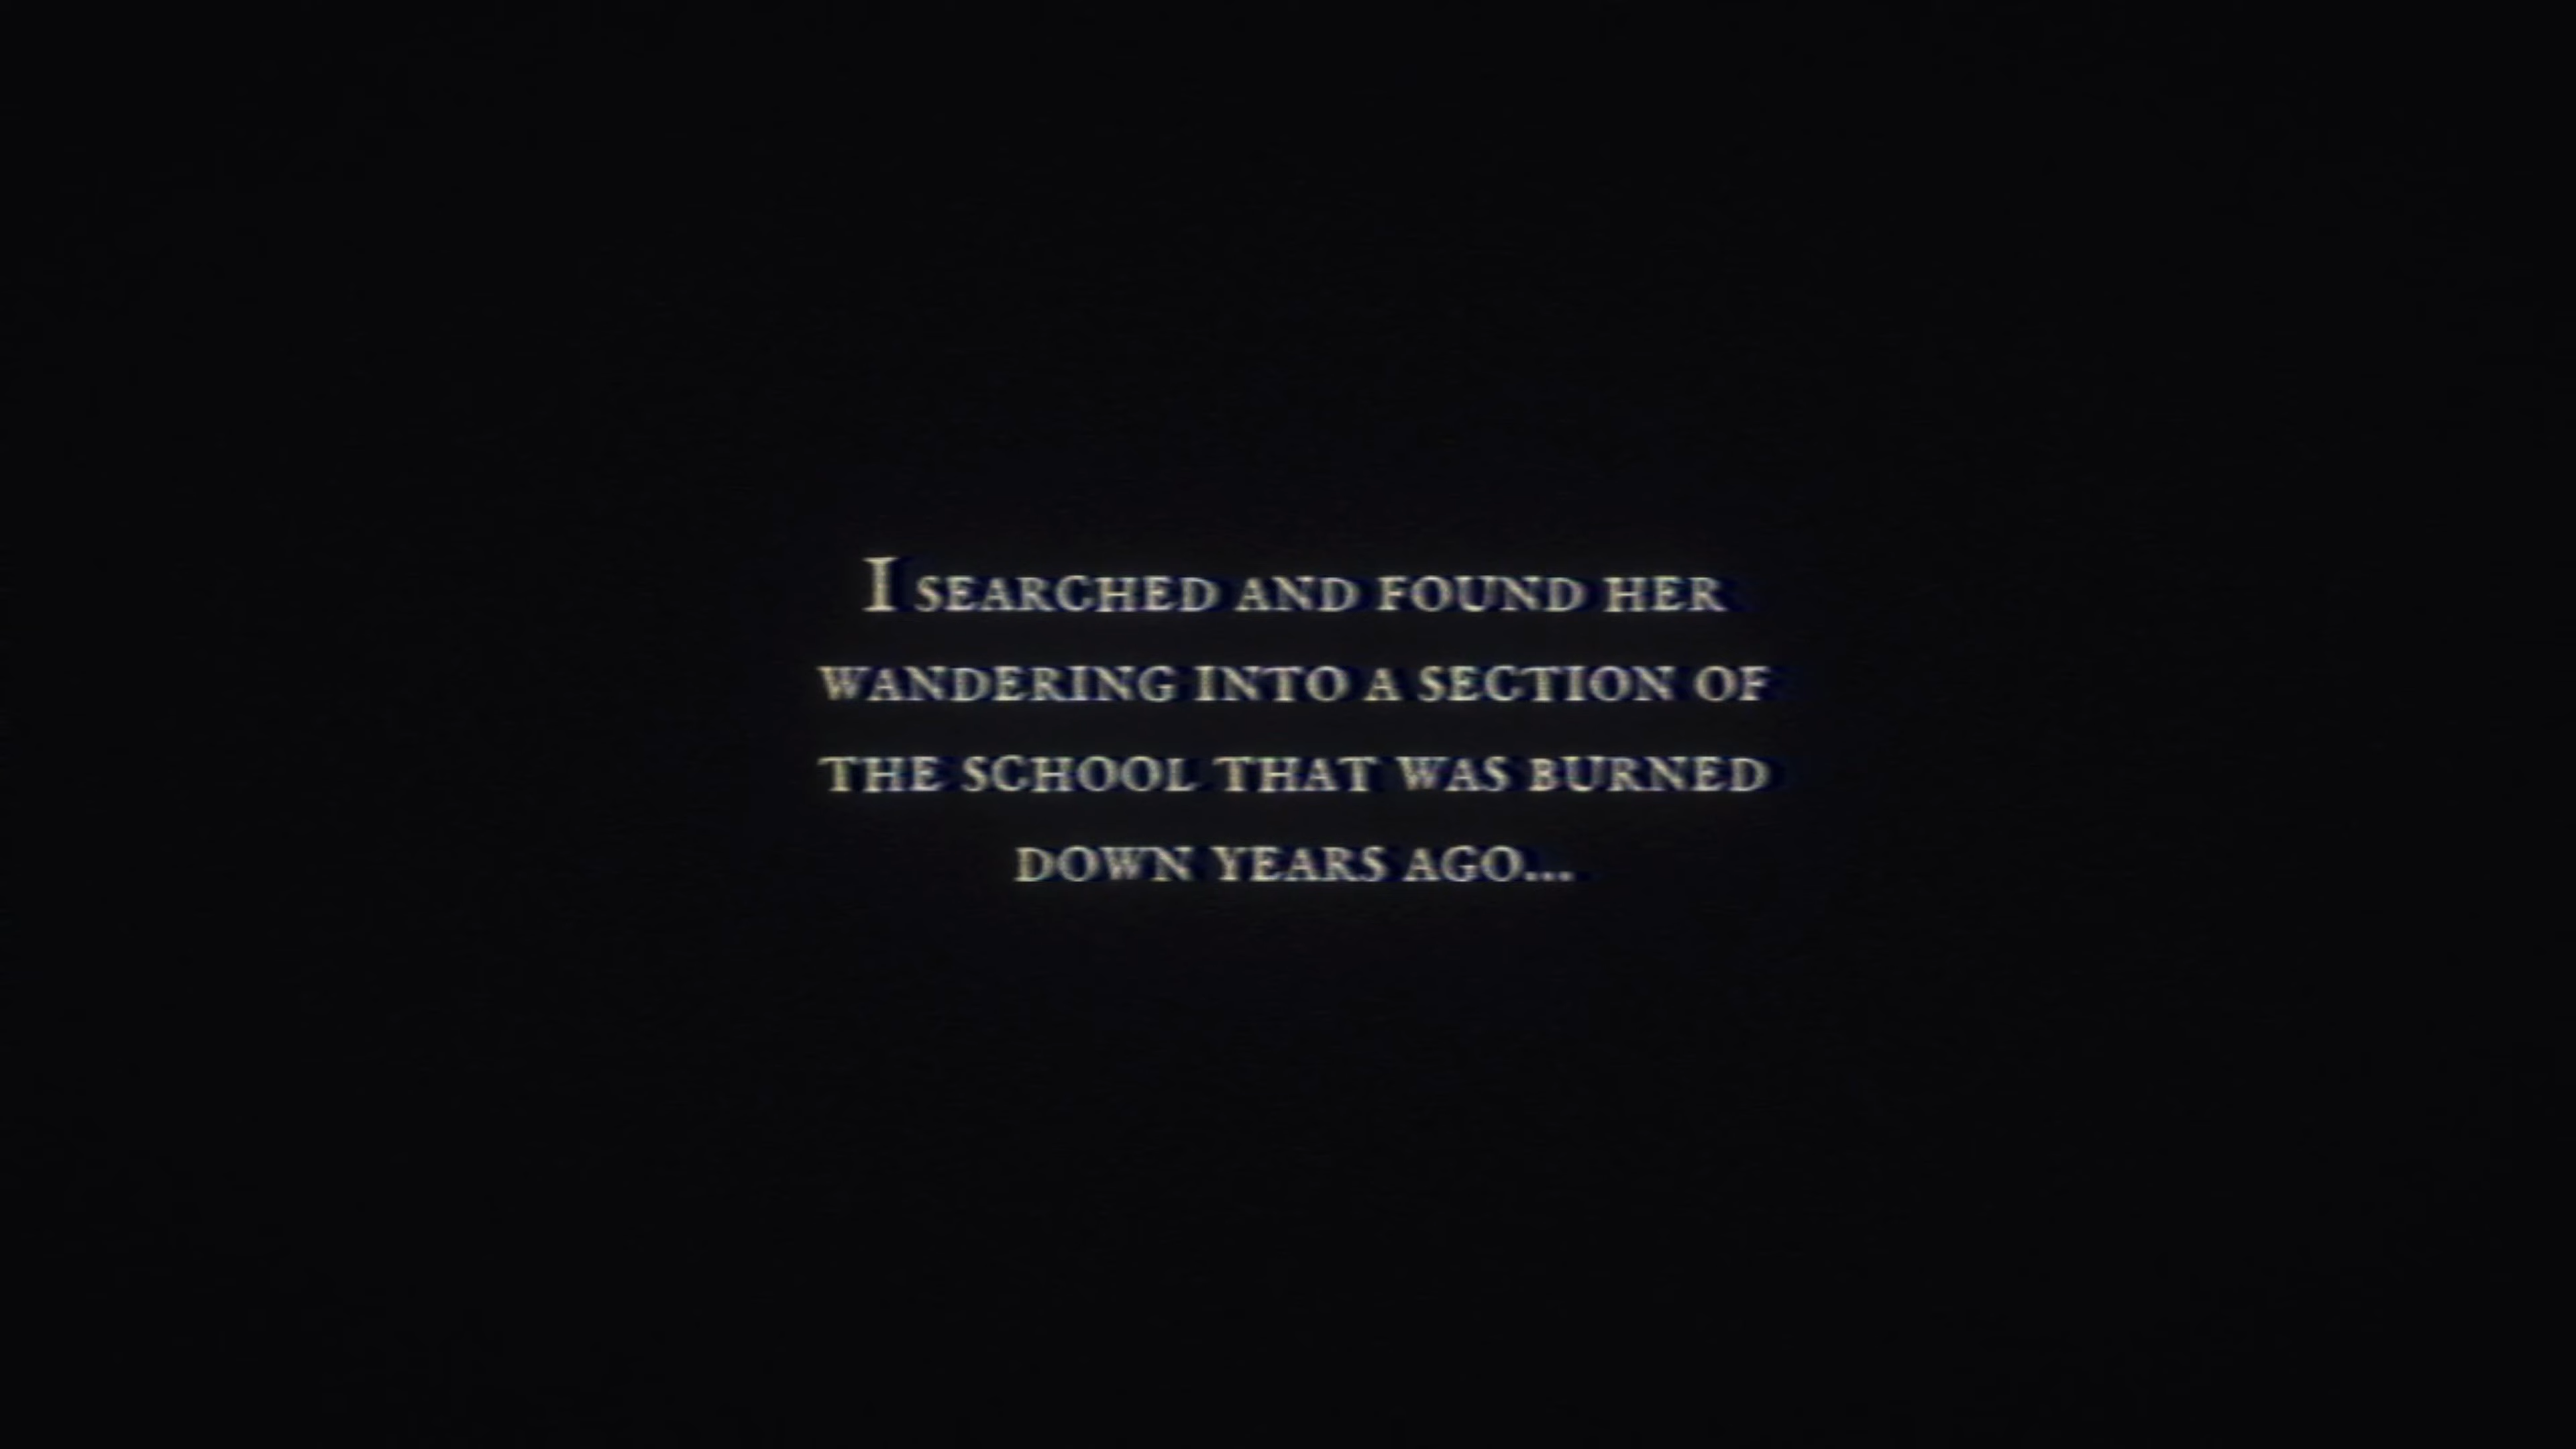 I SEARCHED AND FOUND HER
WANDERING INTO A SECTION OF
THE SCHOOL THAT WAS BURNED
DOWN YEARS AGO...